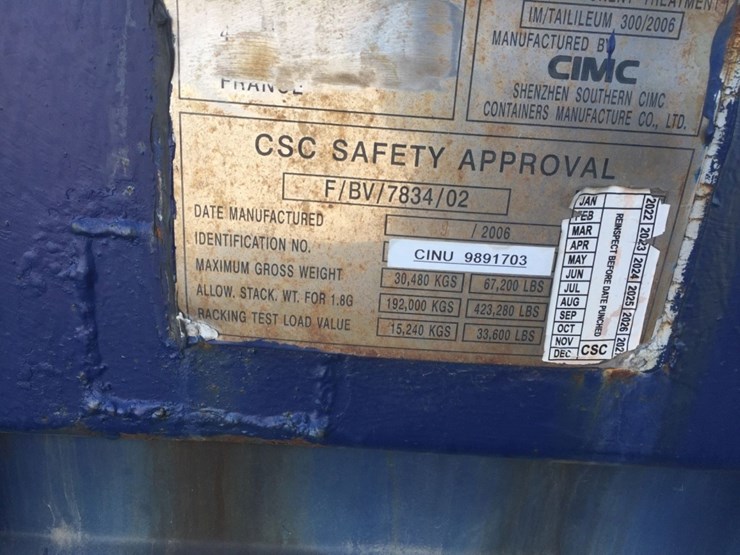 TREATMENT
IM/TAILILEUM 300/2006
MANUFACTURED BY
CIMC
SHENZHEN SOUTHERN CIMC
CONTAINERS MANUFACTURE CO., LTD.
4
FRANCE
CSC SAFETY APPROVAL
F/BV/7834/02
DATE MANUFACTURED / 2006
IDENTIFICATION NO. CINU 9891703
MAXIMUM GROSS WEIGHT 30,480 KGS 67,200 LBS
ALLOW. STACK. WT. FOR 1.8G 192,000 KGS 423,280 LBS
RACKING TEST LOAD VALUE 15,240 KGS 33,600 LBS
JAN
FEB
MAR
APR
MAY
JUN
JUL
AUG
SEP
OCT
NOV
DEC
CSC
REINSPECT BEFORE DATE PUNCHED
2022 2023 2024 2025 2026 202